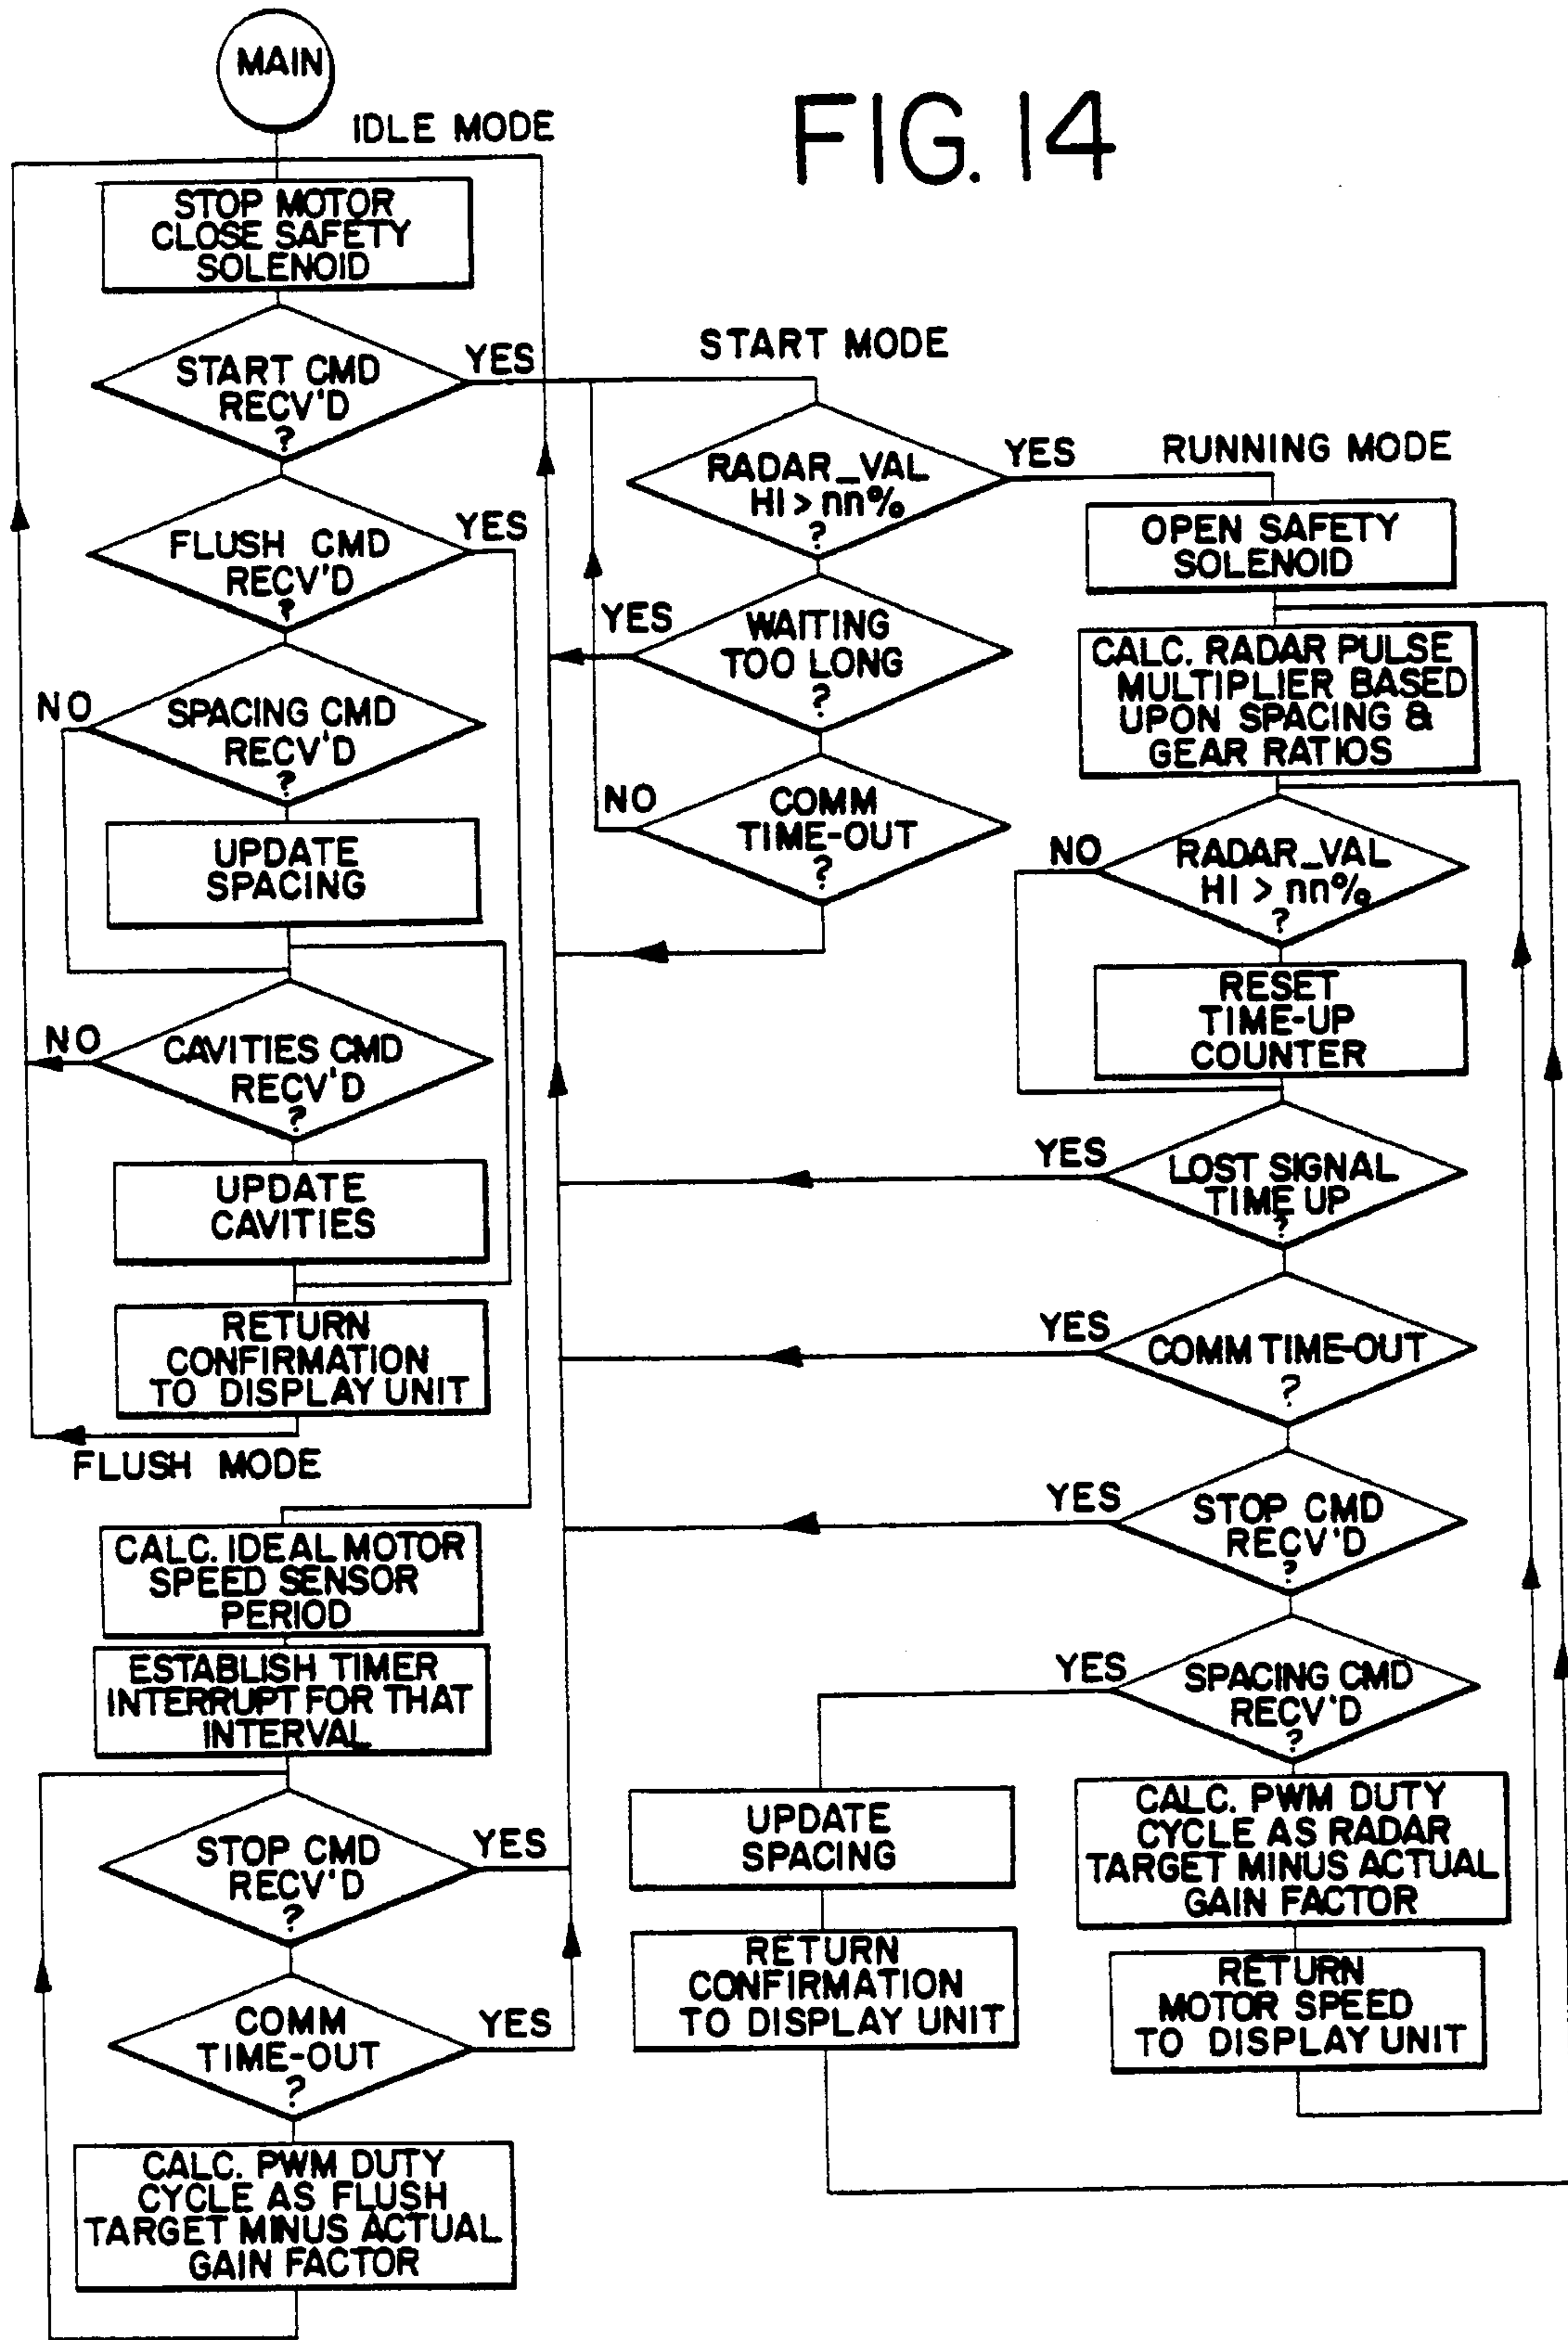 MAIN
IDLE MODE
FIG. 14
STOP MOTOR
CLOSE SAFETY
SOLENOID
START CMD
RECV'D
?
YES
FLUSH CMD
RECV'D
?
YES
SPACING CMD
RECV'D
?
NO
UPDATE
SPACING
CAVITIES CMD
RECV'D
?
NO
UPDATE
CAVITIES
RETURN
CONFIRMATION
TO DISPLAY UNIT
FLUSH MODE
CALC. IDEAL MOTOR
SPEED SENSOR
PERIOD
ESTABLISH TIMER
INTERRUPT FOR THAT
INTERVAL
STOP CMD
RECV'D
?
YES
COMM
TIME-OUT
?
YES
CALC. PWM DUTY
CYCLE AS FLUSH
TARGET MINUS ACTUAL
GAIN FACTOR
START MODE
RADAR_VAL
HI > nn%
?
YES
WAITING
TOO LONG
?
YES
COMM
TIME-OUT
?
NO
RUNNING MODE
OPEN SAFETY
SOLENOID
CALC. RADAR PULSE
MULTIPLIER BASED
UPON SPACING &
GEAR RATIOS
RADAR_VAL
HI > nn%
?
NO
RESET
TIME-UP
COUNTER
LOST SIGNAL
TIME UP
?
YES
COMM TIME-OUT
?
YES
STOP CMD
RECV'D
?
YES
SPACING CMD
RECV'D
?
YES
UPDATE
SPACING
RETURN
CONFIRMATION
TO DISPLAY UNIT
CALC. PWM DUTY
CYCLE AS RADAR
TARGET MINUS ACTUAL
GAIN FACTOR
RETURN
MOTOR SPEED
TO DISPLAY UNIT